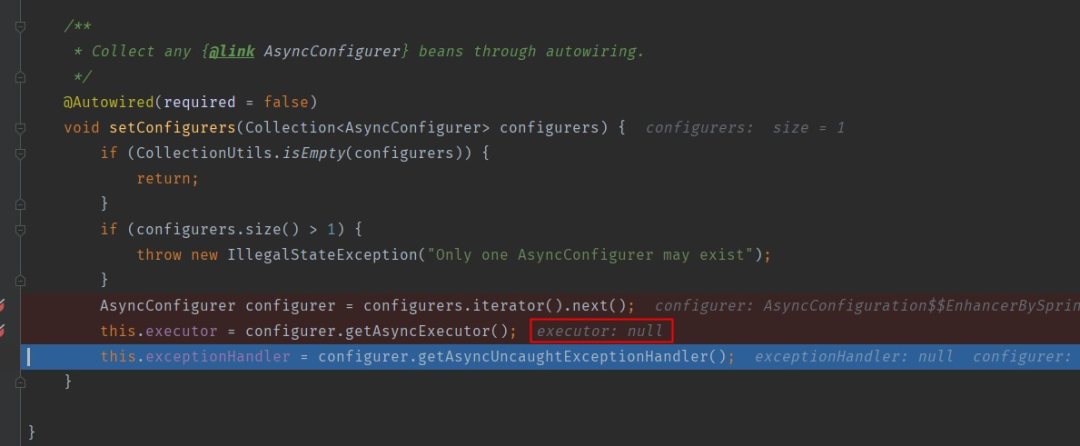 /**
 * Collect any {@link AsyncConfigurer} beans through autowiring.
 */
@Autowired(required = false)
void setConfigurers(Collection<AsyncConfigurer> configurers) {  configurers:  size = 1
    if (CollectionUtils.isEmpty(configurers)) {
        return;
    }
    if (configurers.size() > 1) {
        throw new IllegalStateException("Only one AsyncConfigurer may exist");
    }
    AsyncConfigurer configurer = configurers.iterator().next();  configurer: AsyncConfiguration$$EnhancerBySprin
    this.executor = configurer.getAsyncExecutor();  executor: null
    this.exceptionHandler = configurer.getAsyncUncaughtExceptionHandler();  exceptionHandler: null  configurer:
}
}